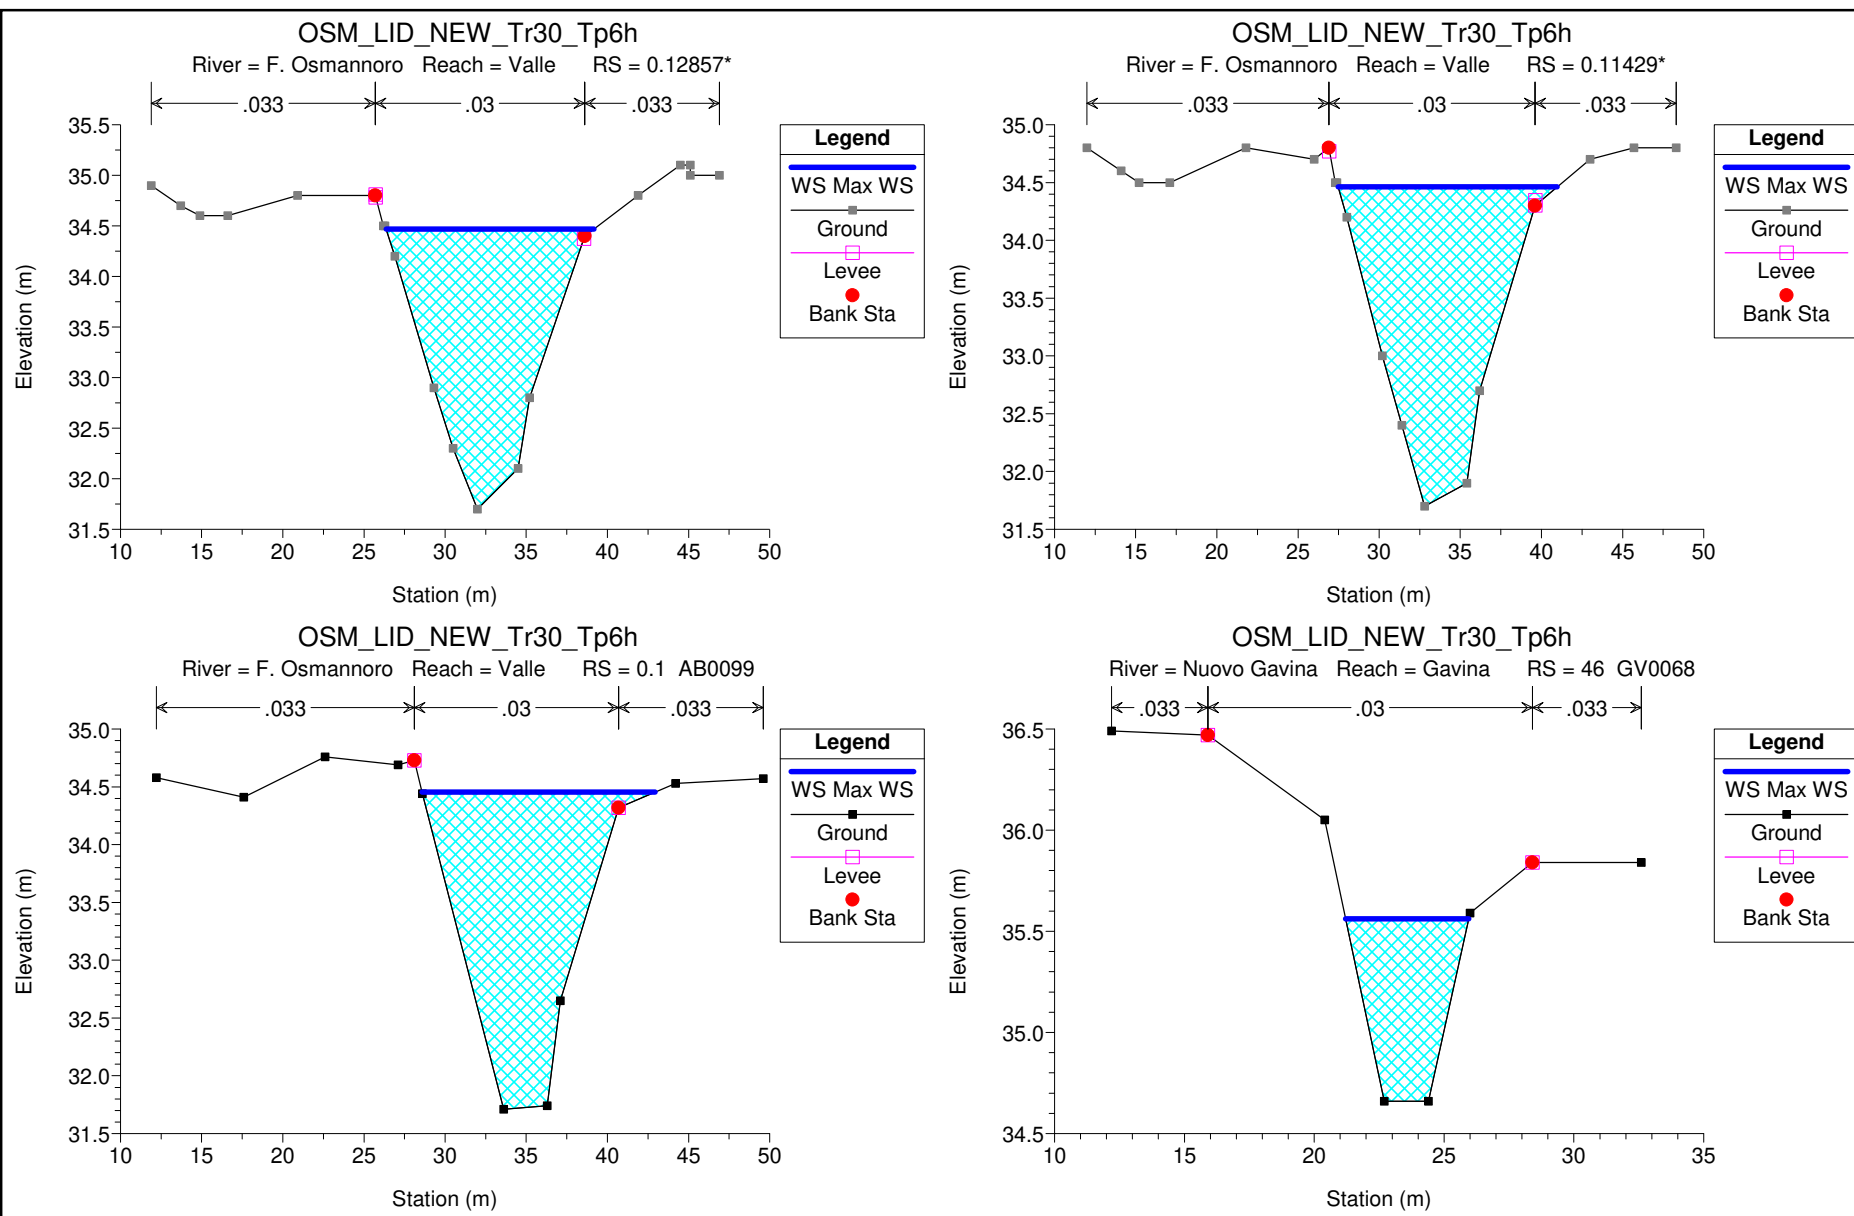 OSM_LID_NEW_Tr30_Tp6h
River = F. Osmannoro Reach = Valle RS = 0.12857*
.033 .03 .033
35.5
35.0
34.5
34.0
33.5
33.0
32.5
32.0
31.5
10 15 20 25 30 35 40 45 50
Station (m)
Elevation (m)
Legend
WS Max WS
Ground
Levee
Bank Sta
OSM_LID_NEW_Tr30_Tp6h
River = F. Osmannoro Reach = Valle RS = 0.11429*
.033 .03 .033
35.0
34.5
34.0
33.5
33.0
32.5
32.0
31.5
10 15 20 25 30 35 40 45 50
Station (m)
Elevation (m)
Legend
WS Max WS
Ground
Levee
Bank Sta
OSM_LID_NEW_Tr30_Tp6h
River = F. Osmannoro Reach = Valle RS = 0.1 AB0099
.033 .03 .033
35.0
34.5
34.0
33.5
33.0
32.5
32.0
31.5
10 15 20 25 30 35 40 45 50
Station (m)
Elevation (m)
Legend
WS Max WS
Ground
Levee
Bank Sta
OSM_LID_NEW_Tr30_Tp6h
River = Nuovo Gavina Reach = Gavina RS = 46 GV0068
.033 .03 .033
36.5
36.0
35.5
35.0
34.5
10 15 20 25 30 35
Station (m)
Elevation (m)
Legend
WS Max WS
Ground
Levee
Bank Sta